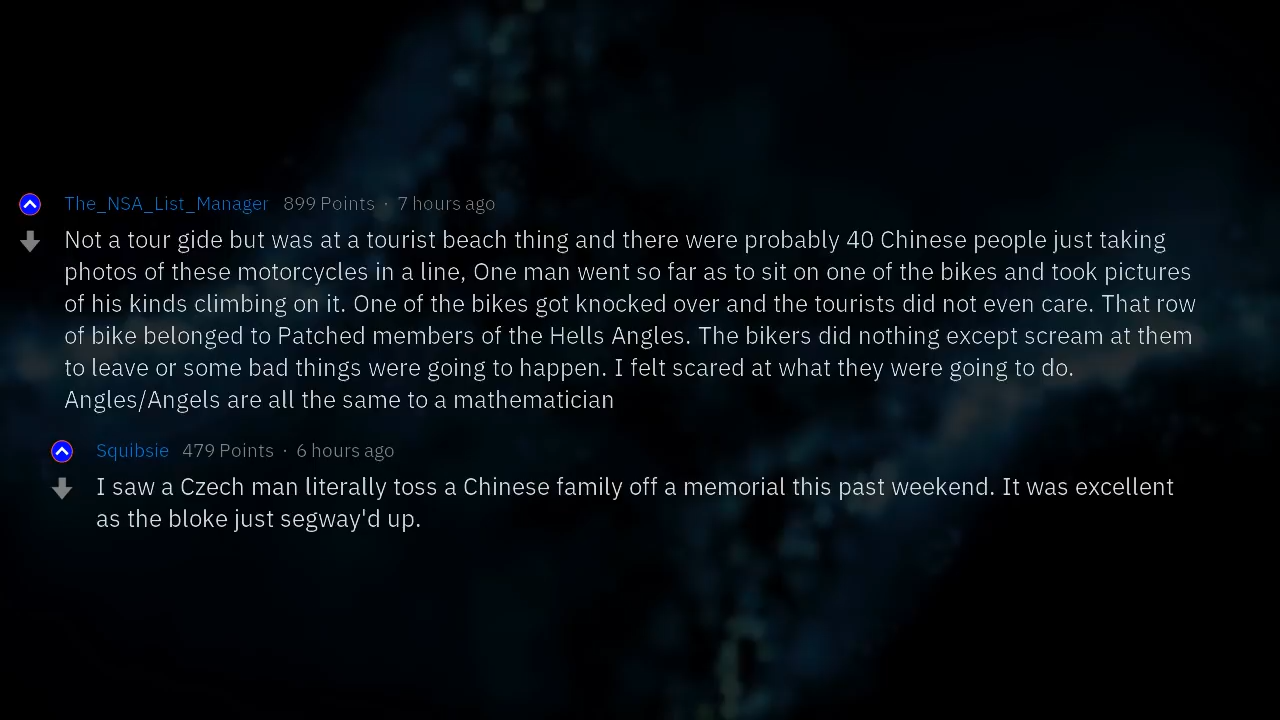 The_NSA_List_Manager 899 Points · 7 hours ago
Not a tour gide but was at a tourist beach thing and there were probably 40 Chinese people just taking
photos of these motorcycles in a line, One man went so far as to sit on one of the bikes and took pictures
of his kinds climbing on it. One of the bikes got knocked over and the tourists did not even care. That row
of bike belonged to Patched members of the Hells Angles. The bikers did nothing except scream at them
to leave or some bad things were going to happen. I felt scared at what they were going to do.
Angles/Angels are all the same to a mathematician
Squibsie 479 Points · 6 hours ago
I saw a Czech man literally toss a Chinese family off a memorial this past weekend. It was excellent
as the bloke just segway'd up.